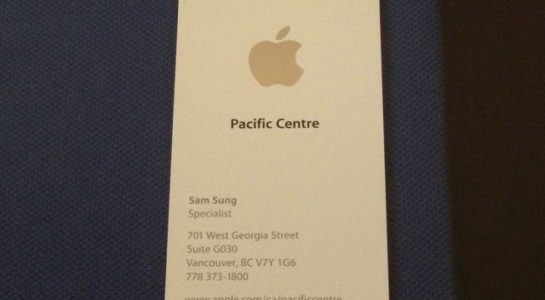 Pacific Centre
Sam Sung
Specialist
701 West Georgia Street
Suite G030
Vancouver, BC V7Y 1G6
778 373-1800
www.apple.com/ca/pacificcentre